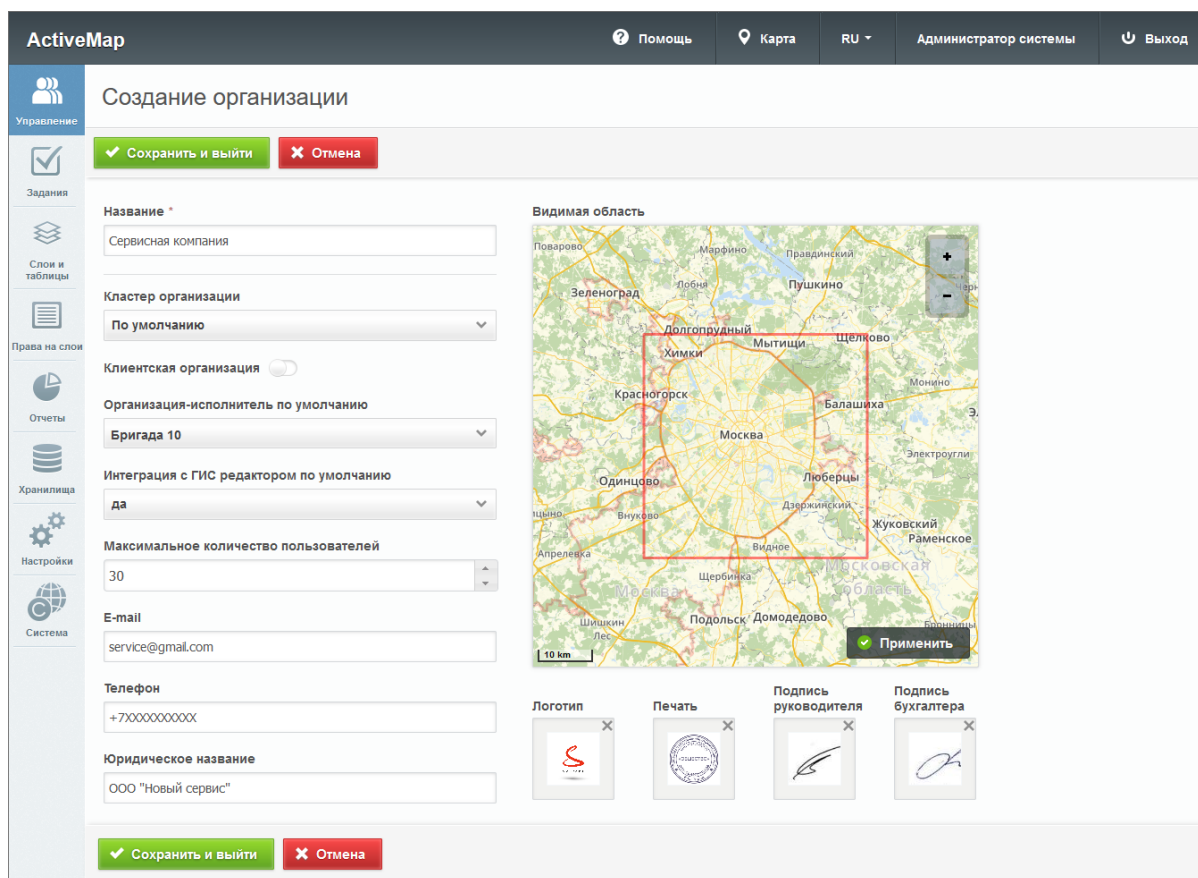 ActiveMap
Помощь
Карта
RU
Администратор системы
Выход
Управление
Задания
Слои и
таблицы
Права на слои
Отчеты
Хранилища
Настройки
Система
Создание организации
Сохранить и выйти
Отмена
Название *
Сервисная компания
Кластер организации
По умолчанию
Клиентская организация
Организация-исполнитель по умолчанию
Бригада 10
Интеграция с ГИС редактором по умолчанию
да
Максимальное количество пользователей
30
E-mail
service@gmail.com
Телефон
+7XXXXXXXXXX
Юридическое название
ООО "Новый сервис"
Видимая область
Поварово
Марфино
Правдинский
+
Зеленоград
Лобня
Пушкино
Черн
-
Долгопрудный
Химки
Мытищи
Щелково
Красногорск
Монино
Балашиха
Э
Москва
Электроугли
Одинцово
Люберцы
Внуково
Дзержинский
Жуковский
Апрелевка
Видное
Раменское
Щербинка
Московская
область
Москва
Шишкин
Лес
Подольск
Домодедово
Бронницы
10 km
Применить
Логотип
Печать
Подпись
руководителя
Подпись
бухгалтера
Сохранить и выйти
Отмена